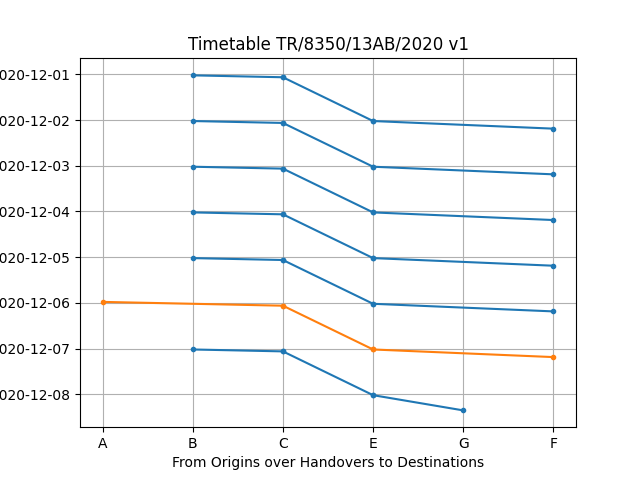 Timetable TR/8350/13AB/2020 v1
020-12-01
020-12-02
020-12-03
020-12-04
020-12-05
020-12-06
020-12-07
020-12-08
A B C E G F
From Origins over Handovers to Destinations